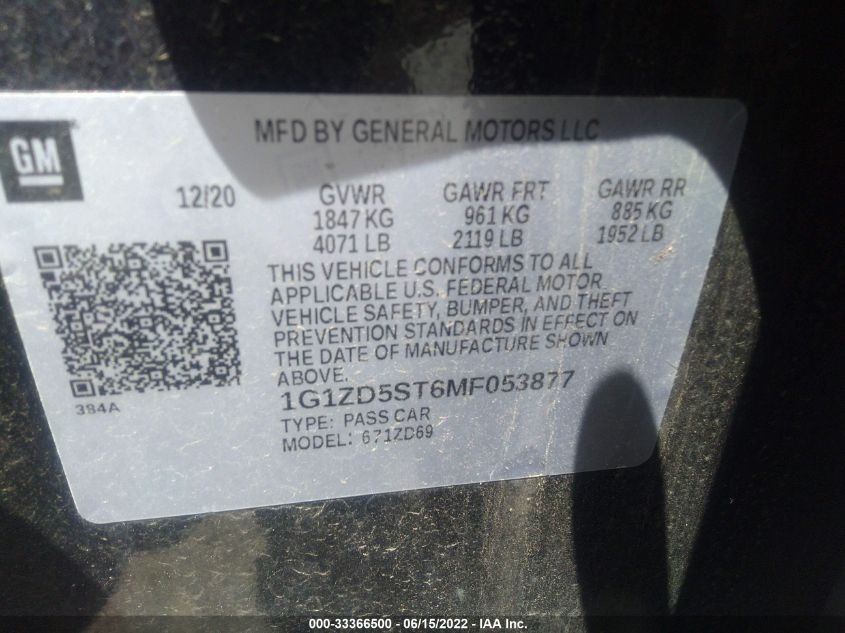 MFD BY GENERAL MOTORS LLC
GM
12/20 GVWR GAWR FRT GAWR RR
1847 KG 961 KG 885 KG
4071 LB 2119 LB 1952 LB
THIS VEHICLE CONFORMS TO ALL
APPLICABLE U.S. FEDERAL MOTOR
VEHICLE SAFETY, BUMPER, AND THEFT
PREVENTION STANDARDS IN EFFECT ON
THE DATE OF MANUFACTURE SHOWN
ABOVE.
384A
1G1ZD5ST6MF053877
TYPE: PASS CAR
MODEL: 671ZD69
000-33366500 - 06/15/2022 - IAA Inc.